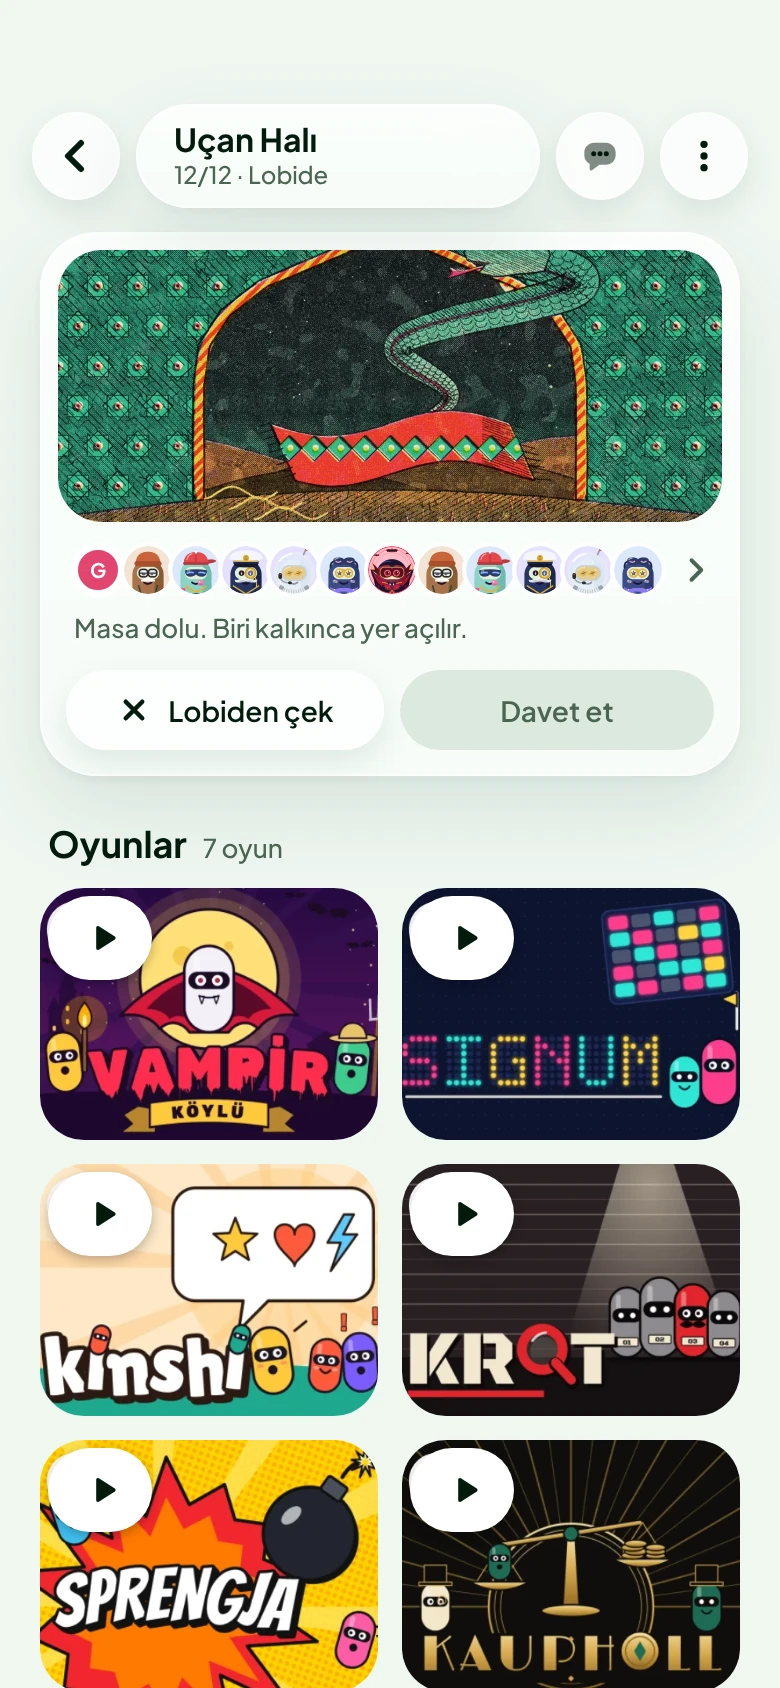 Uçan Halı
12/12 · Lobide
G
Masa dolu. Biri kalkınca yer açılır.
Lobiden çek
Davet et
Oyunlar 7 oyun
VAMPİR
KÖYLÜ
SIGNUM
kinshi
! !
KROT
01 02 03 04
SPRENGJA
KAUPHOLL